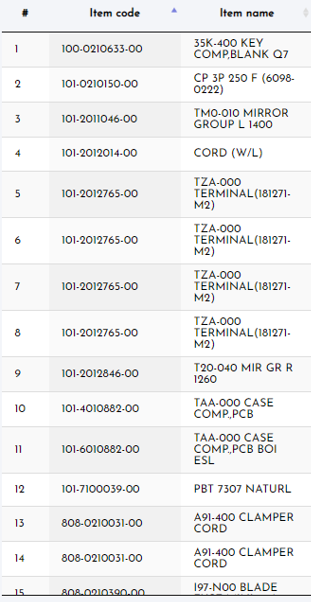 # Item code Item name
1 100-0210633-00 35K-400 KEY
COMP,BLANK Q7
2 101-0210150-00 CP 3P 250 F (6098-
0222)
3 101-2011046-00 TM0-010 MIRROR
GROUP L 1400
4 101-2012014-00 CORD (W/L)
5 101-2012765-00 TZA-000
TERMINAL(181271-
M2)
6 101-2012765-00 TZA-000
TERMINAL(181271-
M2)
7 101-2012765-00 TZA-000
TERMINAL(181271-
M2)
8 101-2012765-00 TZA-000
TERMINAL(181271-
M2)
9 101-2012846-00 T20-040 MIR GR R
1260
10 101-4010882-00 TAA-000 CASE
COMP.,PCB
11 101-6010882-00 TAA-000 CASE
COMP.,PCB BOI
ESL
12 101-7100039-00 PBT 7307 NATURL
13 808-0210031-00 A91-400 CLAMPER
CORD
14 808-0210031-00 A91-400 CLAMPER
CORD
15 808-0210390-00 I97-N00 BLADE